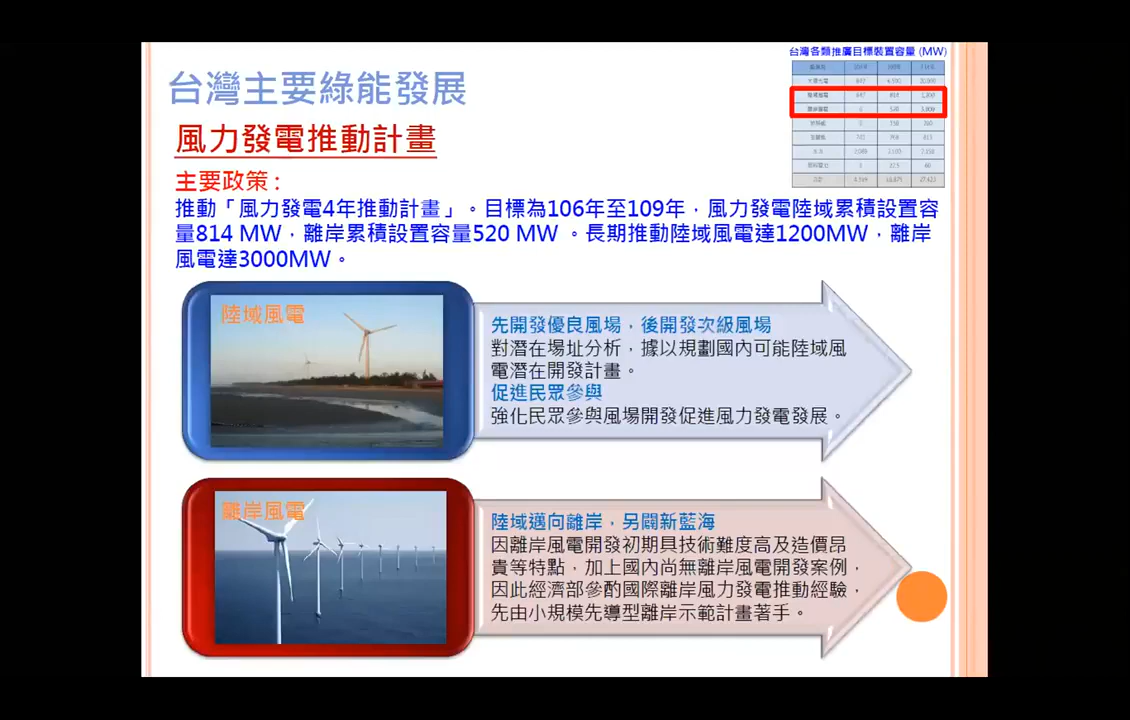 台灣各類推廣目標裝置容量 (MW)
台灣主要綠能發展
風力發電推動計畫
主要政策：
推動「風力發電4年推動計畫」。目標為106年至109年，風力發電陸域累積設置容
量814 MW，離岸累積設置容量520 MW 。長期推動陸域風電達1200MW，離岸
風電達3000MW。
陸域風電
先開發優良風場，後開發次級風場
對潛在場址分析，據以規劃國內可能陸域風
電潛在開發計畫。
促進民眾參與
強化民眾參與風場開發促進風力發電發展。
離岸風電
陸域邁向離岸，另闢新藍海
因離岸風電開發初期具技術難度高及造價昂
貴等特點，加上國內尚無離岸風電開發案例，
因此經濟部參酌國際離岸風力發電推動經驗，
先由小規模先導型離岸示範計畫著手。